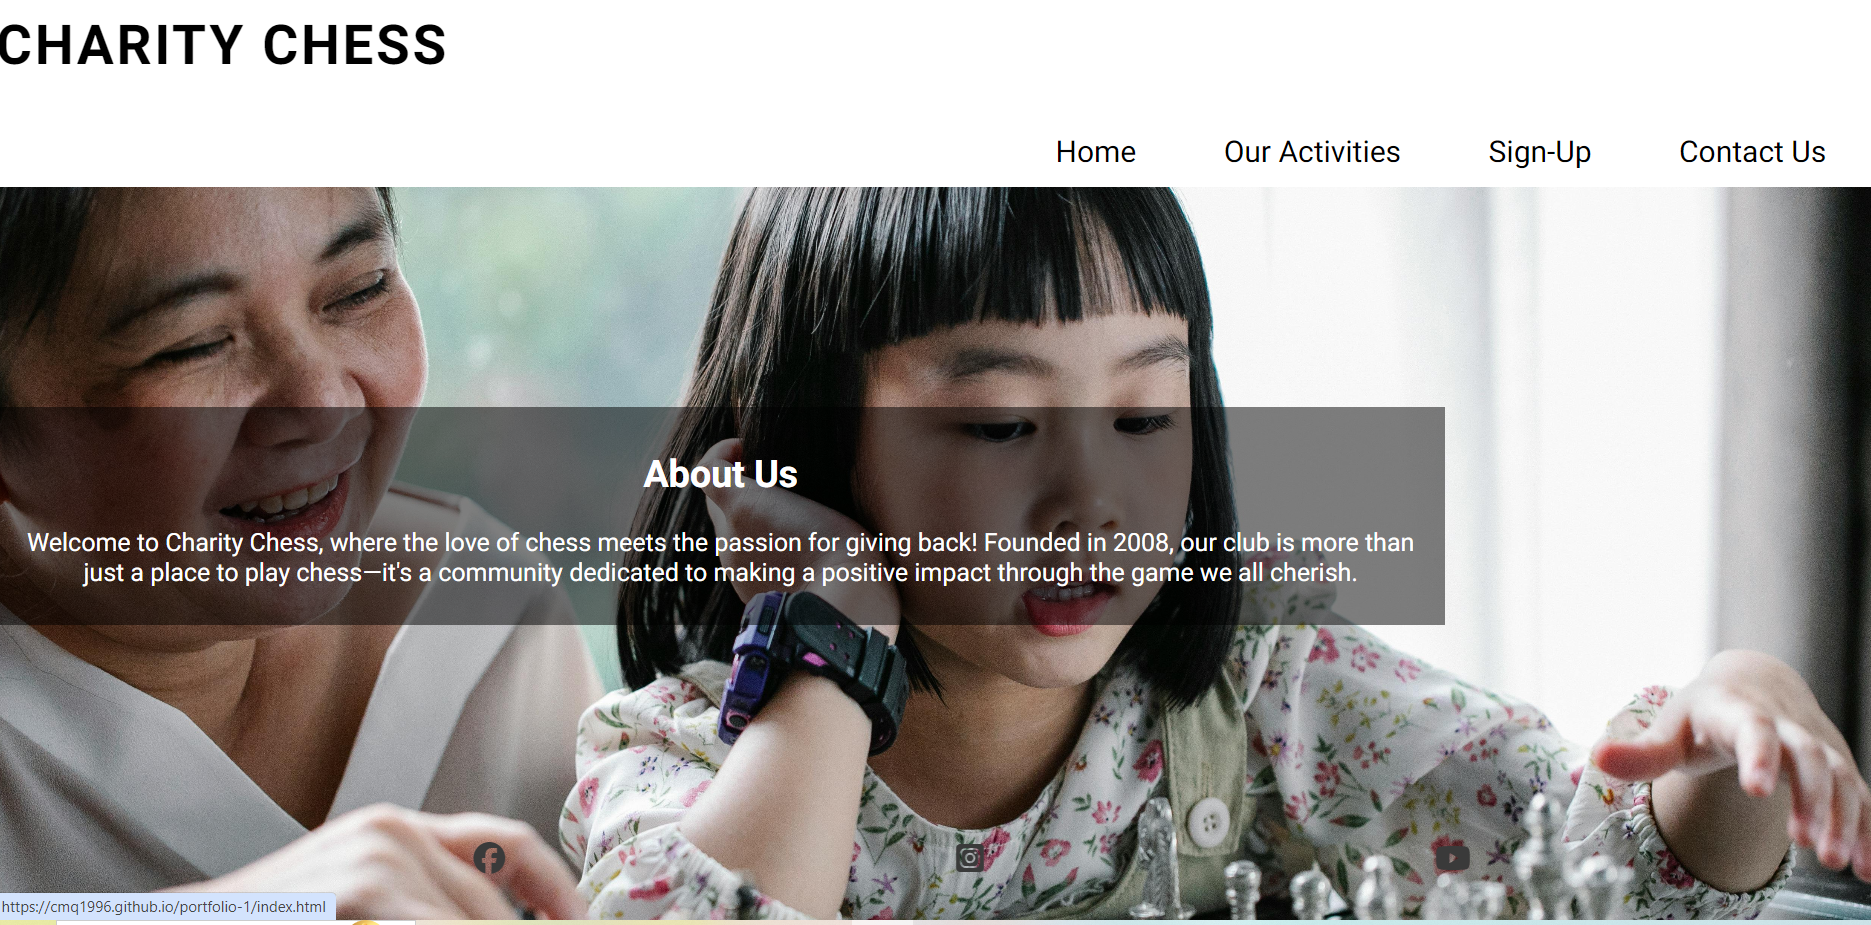 CHARITY CHESS
Home
Our Activities
Sign-Up
Contact Us
About Us
Welcome to Charity Chess, where the love of chess meets the passion for giving back! Founded in 2008, our club is more than
just a place to play chess—it's a community dedicated to making a positive impact through the game we all cherish.
https://cmq1996.github.io/portfolio-1/index.html